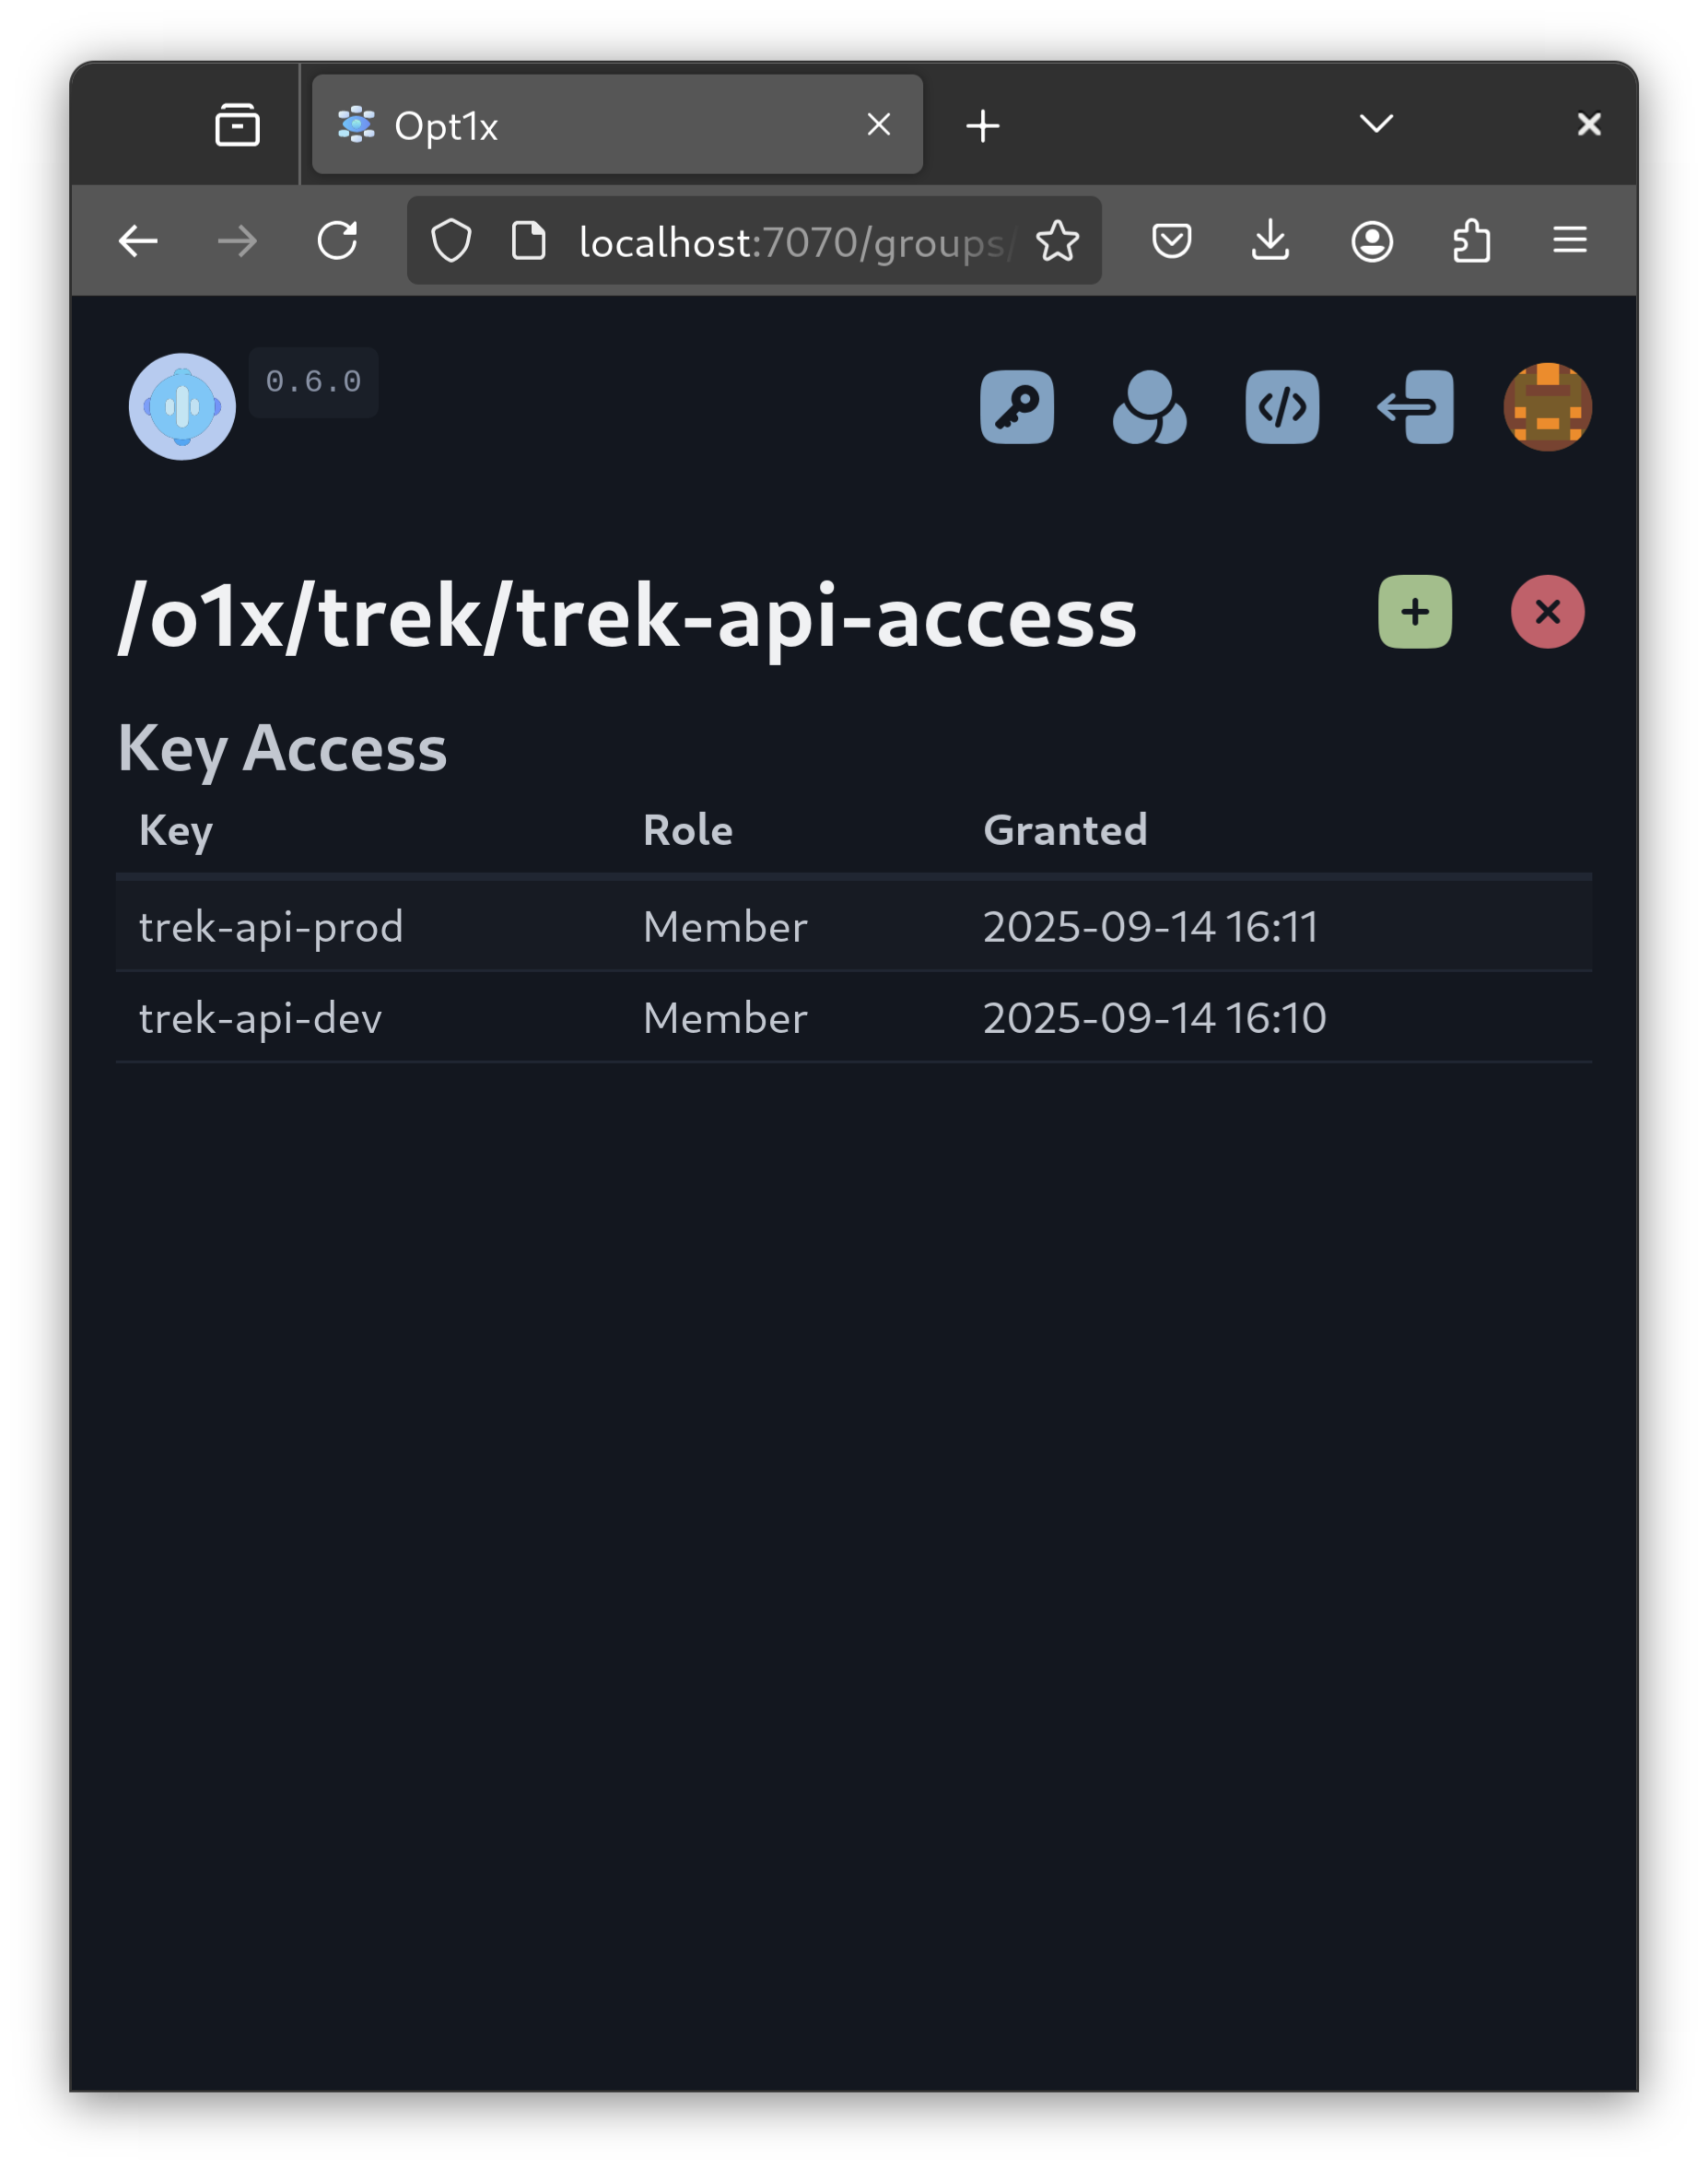 Opt1x
localhost:7070/groups/
0.6.0
/o1x/trek/trek-api-access
Key Access
Key Role Granted
trek-api-prod Member 2025-09-14 16:11
trek-api-dev Member 2025-09-14 16:10